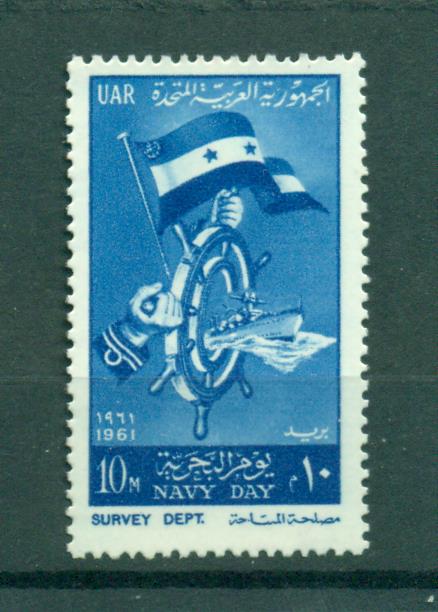 UAR الجمهورية العربية المتحدة
١٩٦١
1961 بريد
10M يوم البحرية ١٠ م
NAVY DAY
SURVEY DEPT. مصلحة المساحة